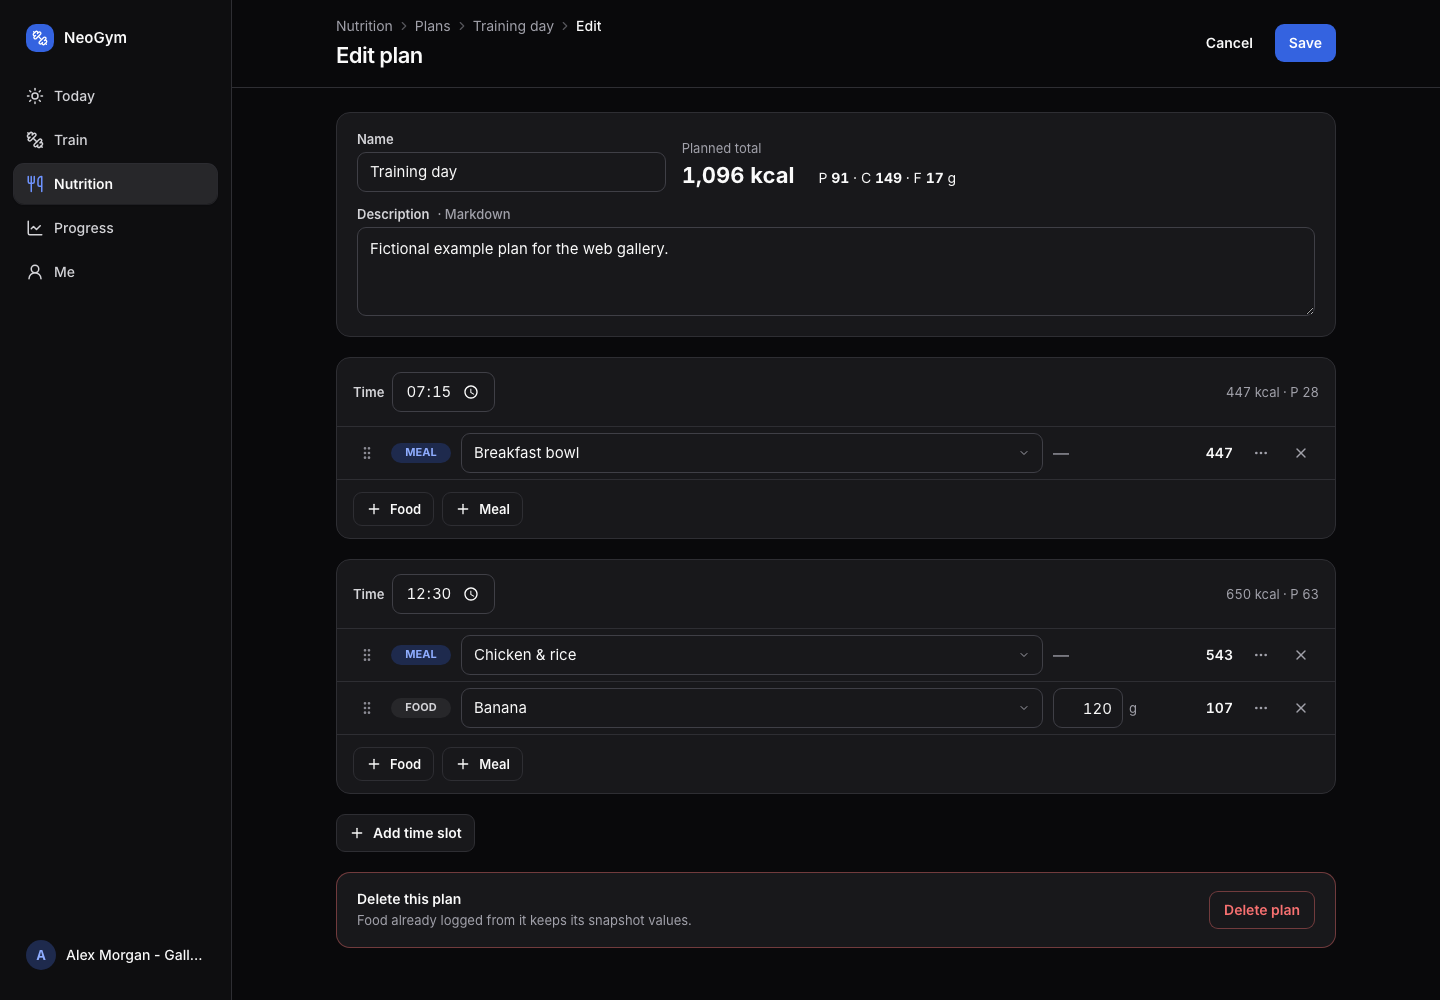 NeoGym
Today
Train
Nutrition
Progress
Me
Alex Morgan - Gall...
A
Nutrition > Plans > Training day > Edit
Edit plan
Cancel
Save
Name
Training day
Planned total
1,096 kcal
P 91 · C 149 · F 17 g
Description · Markdown
Fictional example plan for the web gallery.
Time 07:15
447 kcal · P 28
MEAL Breakfast bowl — 447
+ Food + Meal
Time 12:30
650 kcal · P 63
MEAL Chicken & rice — 543
FOOD Banana 120 g 107
+ Food + Meal
+ Add time slot
Delete this plan
Food already logged from it keeps its snapshot values.
Delete plan